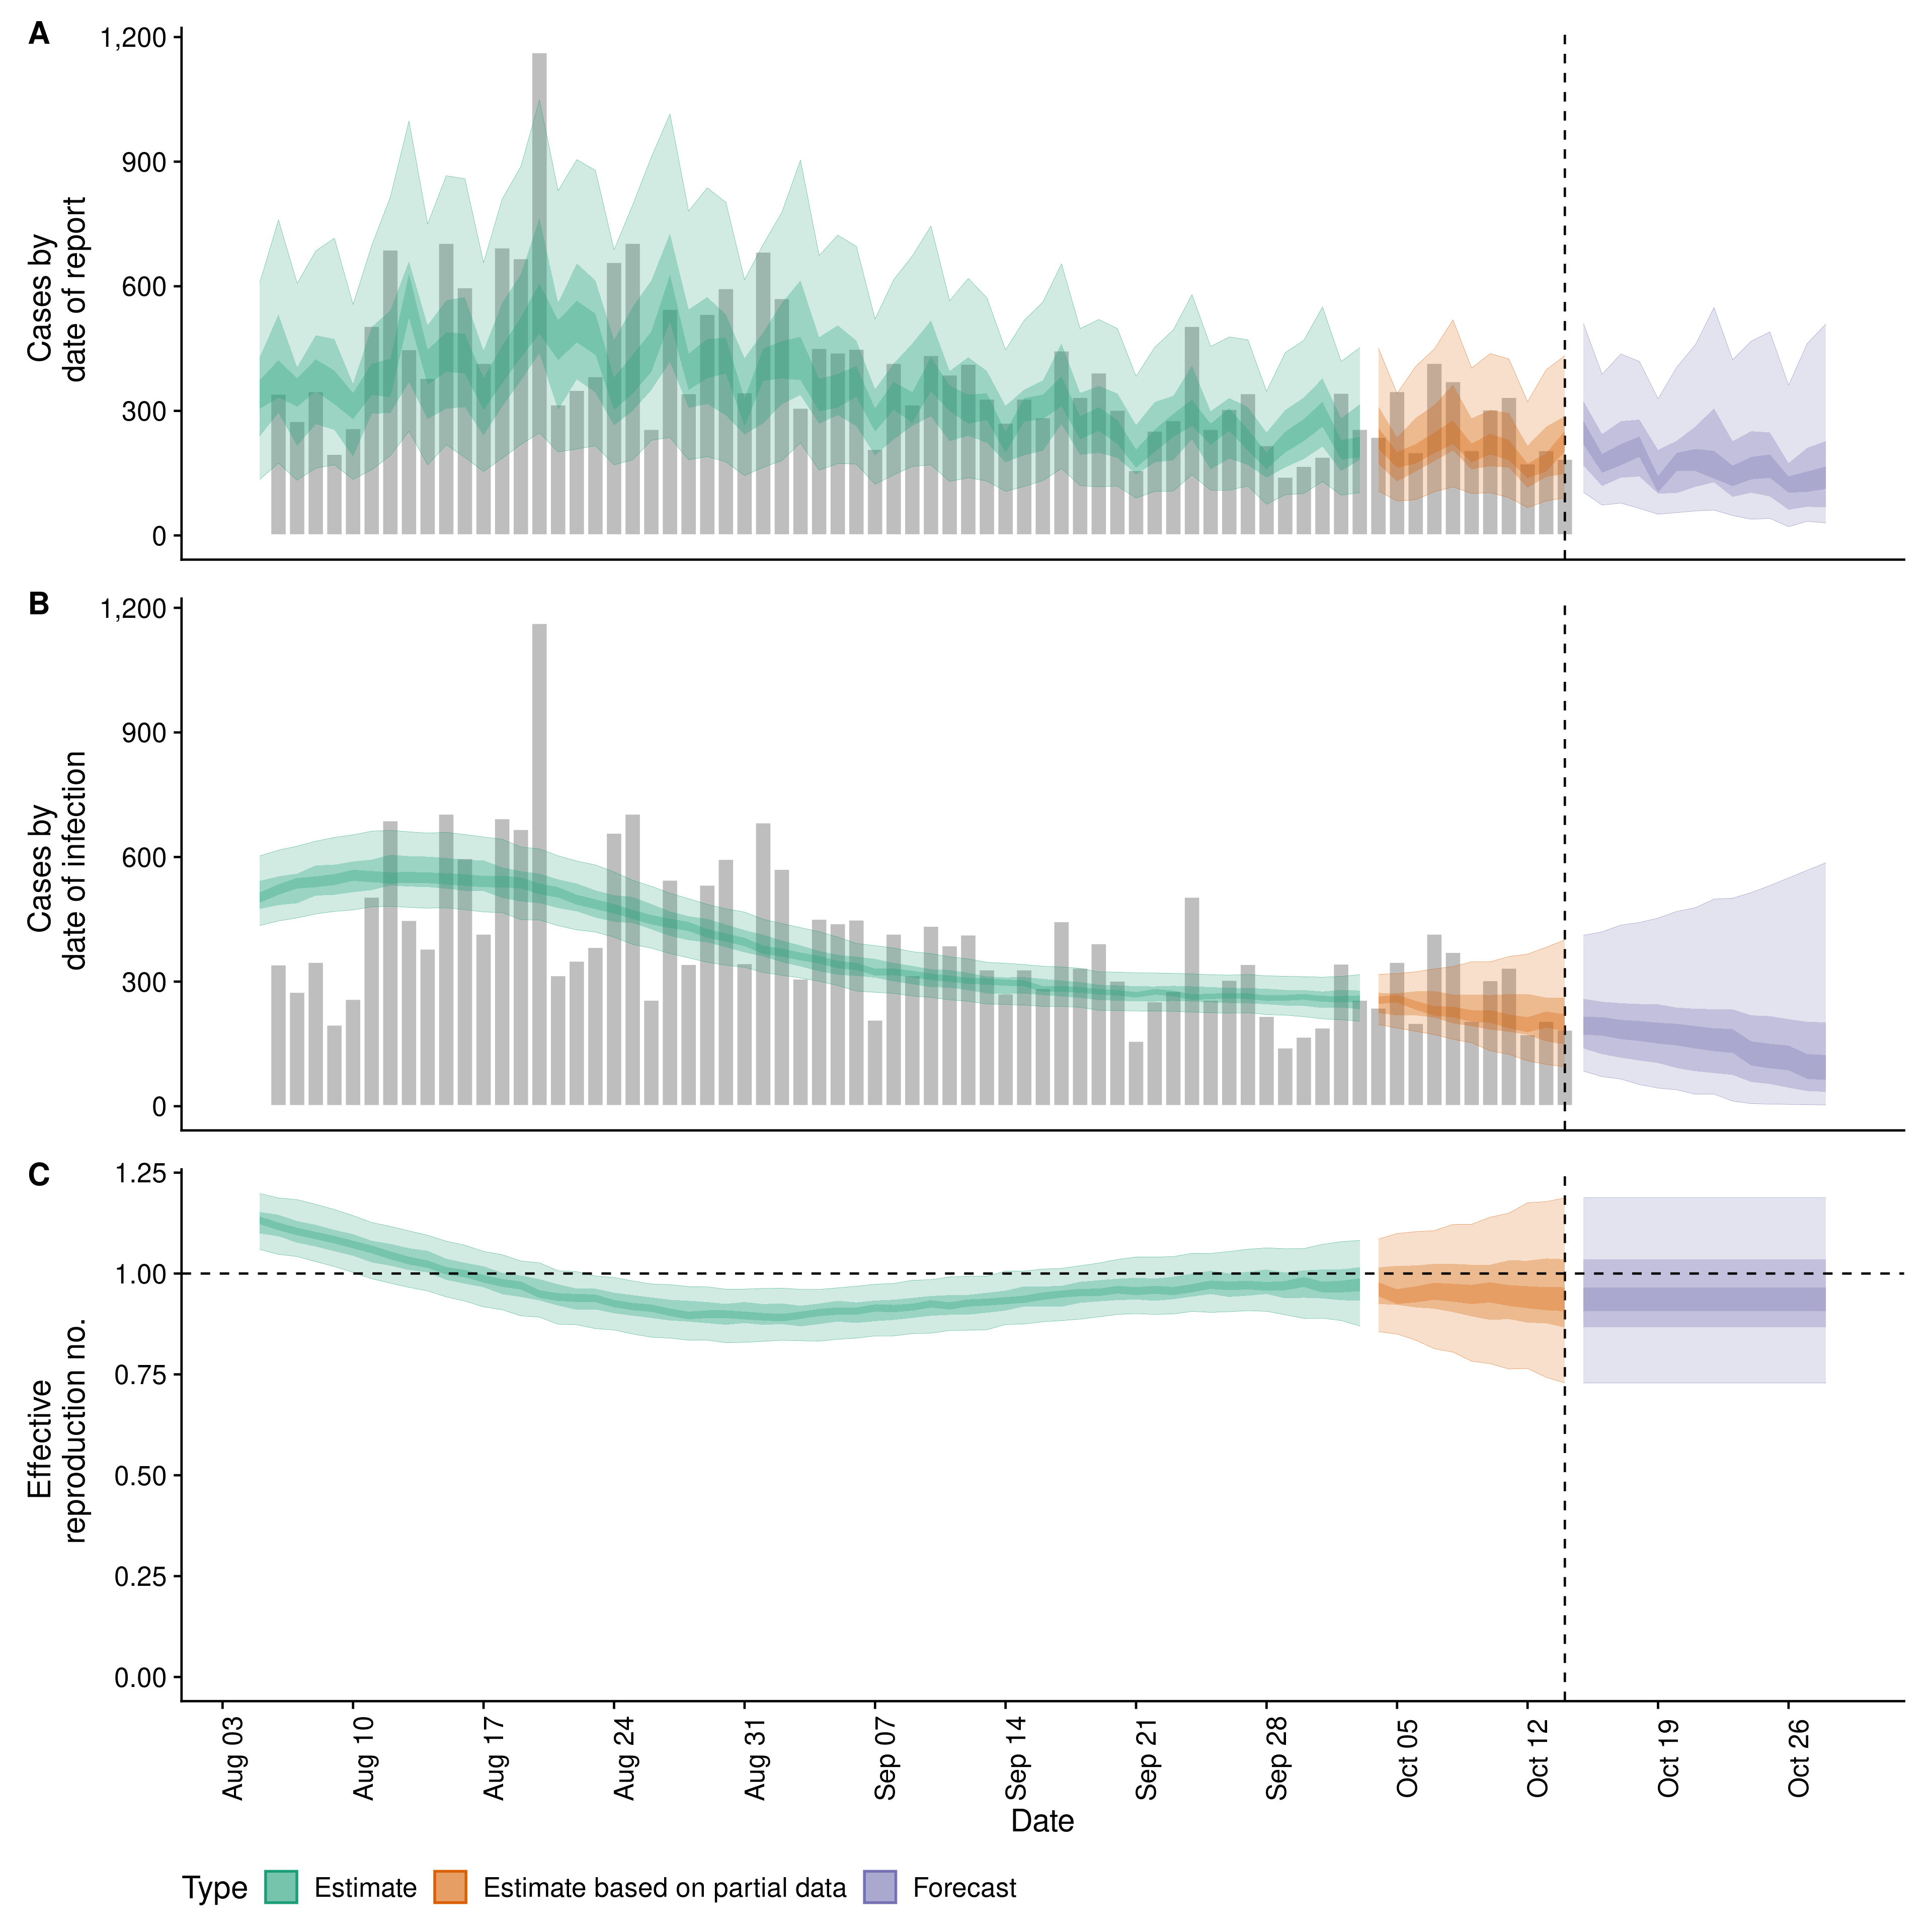 A
1,200
900
600
300
0
Cases by
date of report
B
1,200
900
600
300
0
Cases by
date of infection
C
1.25
1.00
0.75
0.50
0.25
0.00
Effective
reproduction no.
Aug 03
Aug 10
Aug 17
Aug 24
Aug 31
Sep 07
Sep 14
Sep 21
Sep 28
Oct 05
Oct 12
Oct 19
Oct 26
Date
Type Estimate Estimate based on partial data Forecast